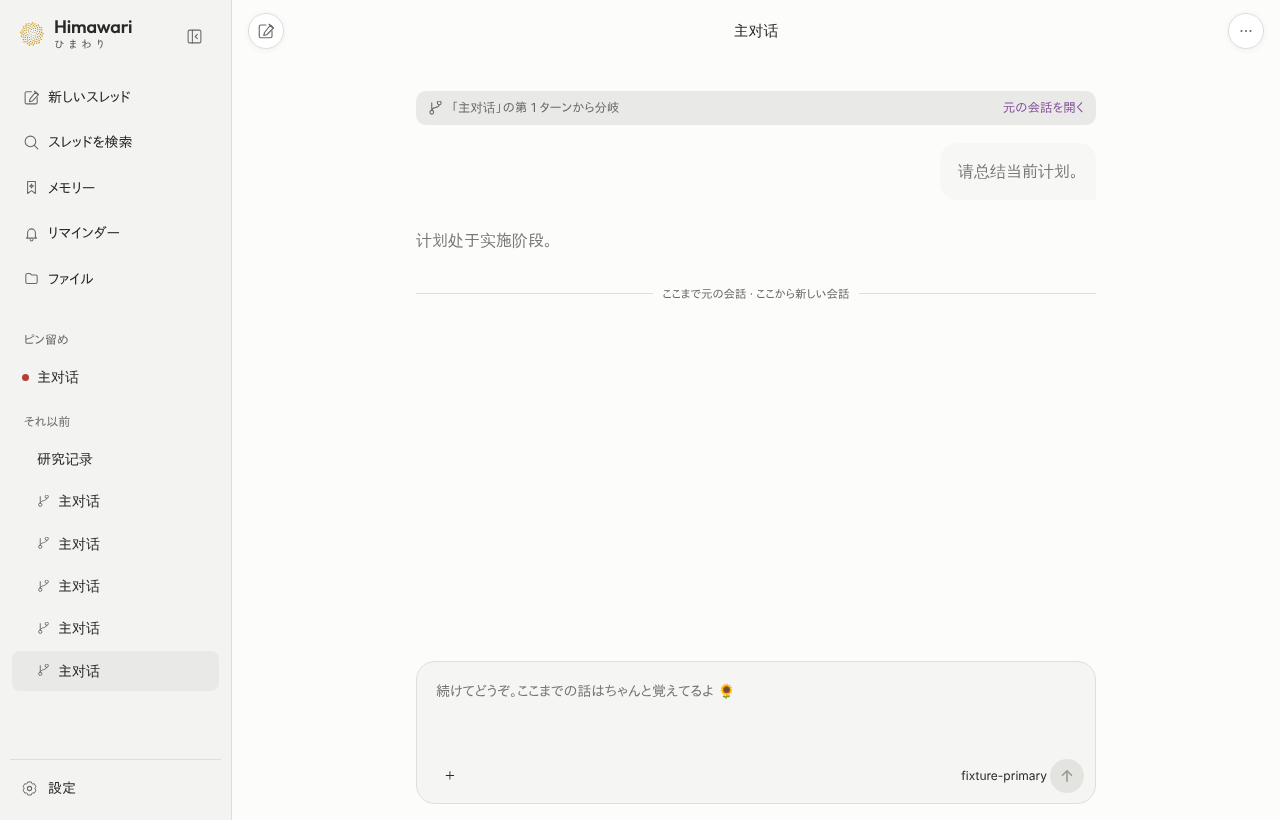 Himawari
ひまわり
新しいスレッド
スレッドを検索
メモリー
リマインダー
ファイル
ピン留め
主对话
それ以前
研究记录
主对话
主对话
主对话
主对话
主对话
設定
主对话
「主对话」の第 1 ターンから分岐
元の会話を開く
请总结当前计划。
计划处于实施阶段。
ここまで元の会話 · ここから新しい会話
続けてどうぞ。ここまでの話はちゃんと覚えてるよ 🌻
fixture-primary